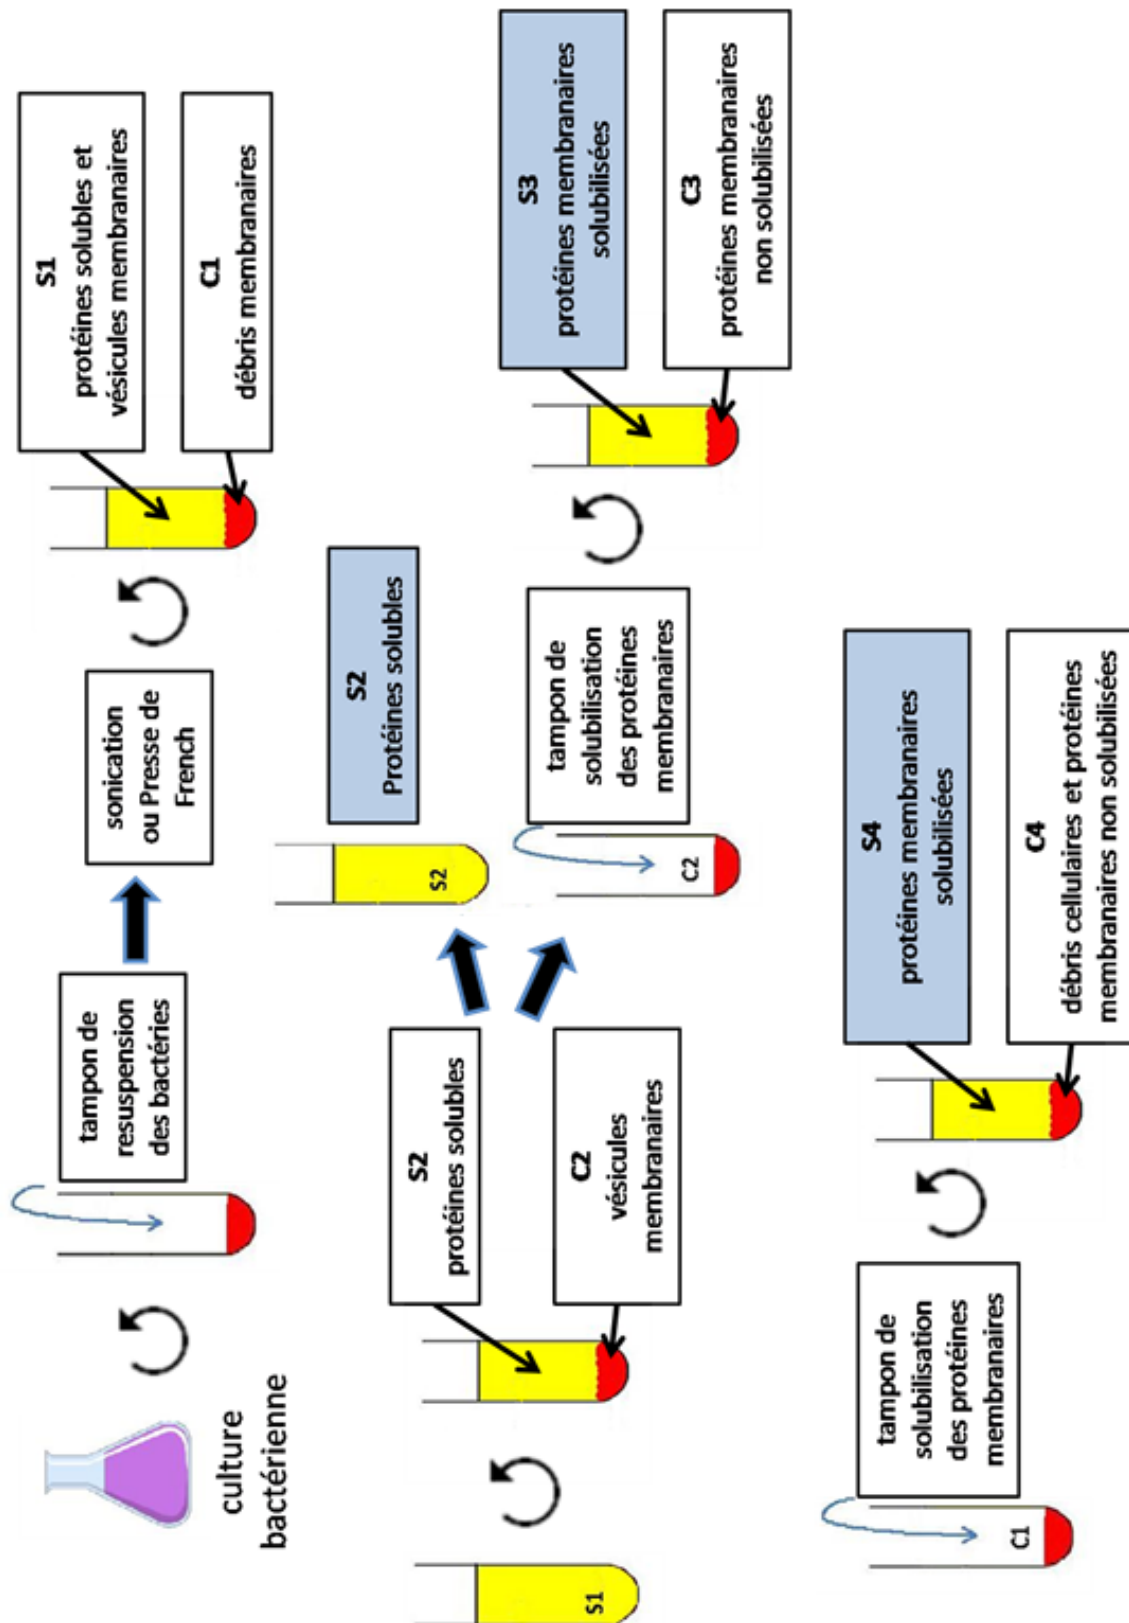 culture
bactérienne
tampon de
resuspension
des bactéries
sonication
ou Presse de
French
S1
protéines solubles et
vésicules membranaires
C1
débris membranaires
S1
S2
protéines solubles
C2
vésicules
membranaires
S2
S2
Protéines solubles
C2
tampon de
solubilisation
des protéines
membranaires
S3
protéines membranaires
solubilisées
C3
protéines membranaires
non solubilisées
C1
tampon de
solubilisation
des protéines
membranaires
S4
protéines membranaires
solubilisées
C4
débris cellulaires et protéines
membranaires non solubilisées